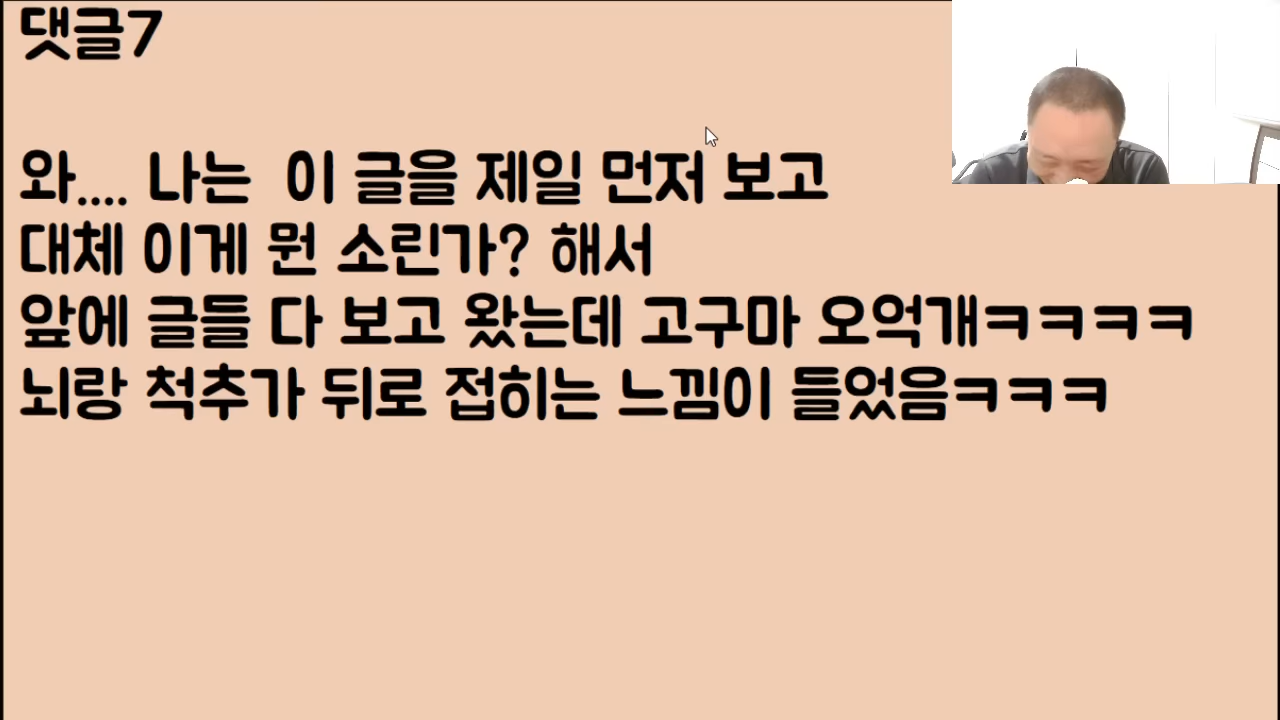 댓글7
와.... 나는 이 글을 제일 먼저 보고
대체 이게 뭔 소린가? 해서
앞에 글들 다 보고 왔는데 고구마 오억개ㅋㅋㅋㅋ
뇌랑 척추가 뒤로 접히는 느낌이 들었음ㅋㅋㅋ